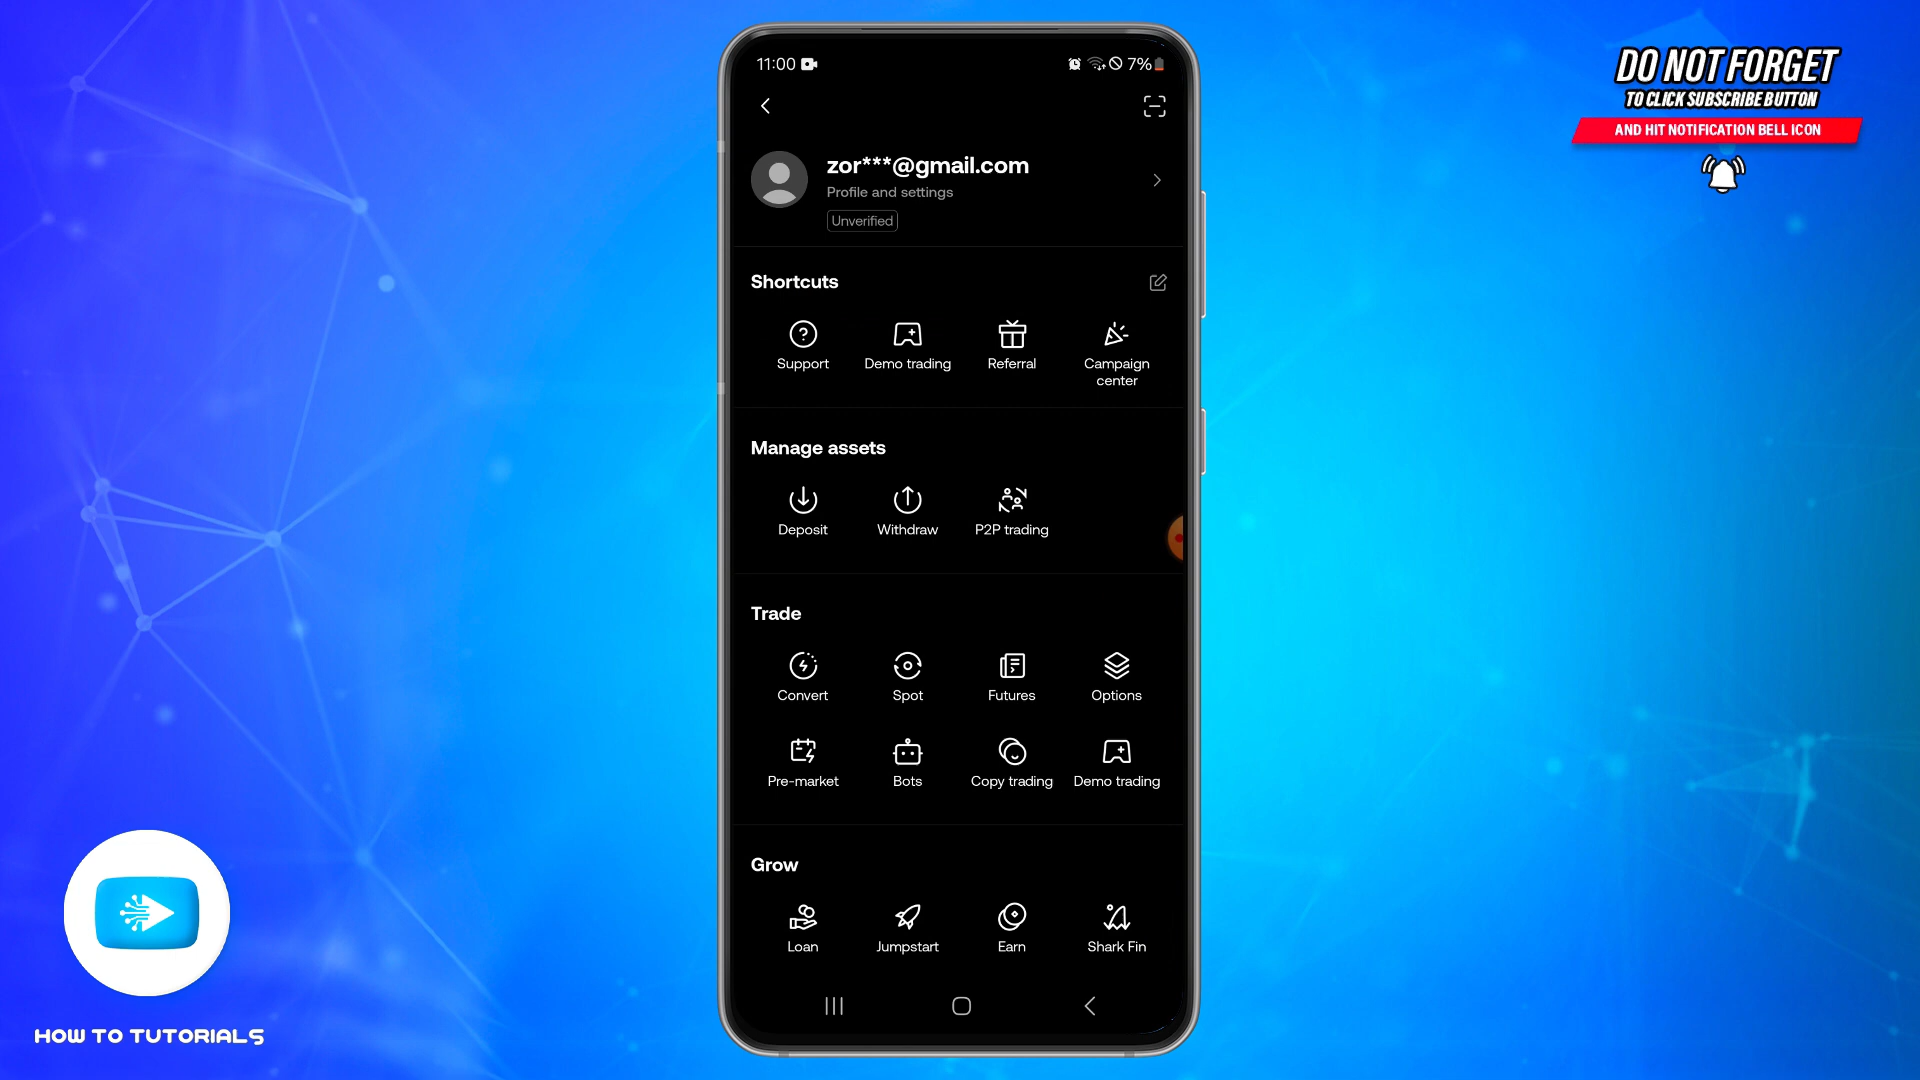 11:00
7%
zor***@gmail.com
Profile and settings
Unverified
Shortcuts
Support
Demo trading
Referral
Campaign
center
Manage assets
Deposit
Withdraw
P2P trading
Trade
Convert
Spot
Futures
Options
Pre-market
Bots
Copy trading
Demo trading
Grow
Loan
Jumpstart
Earn
Shark Fin
DO NOT FORGET
TO CLICK SUBSCRIBE BUTTON
AND HIT NOTIFICATION BELL ICON
HOW TO TUTORIALS